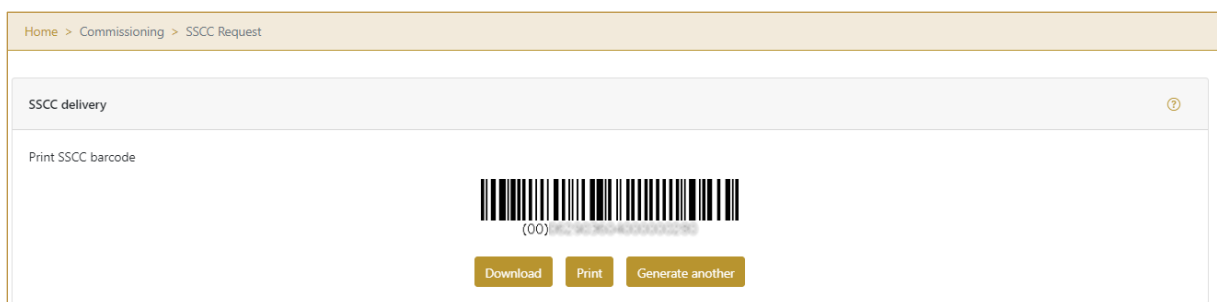 Home > Commissioning > SSCC Request
SSCC delivery
?
Print SSCC barcode
(00)
Download Print Generate another